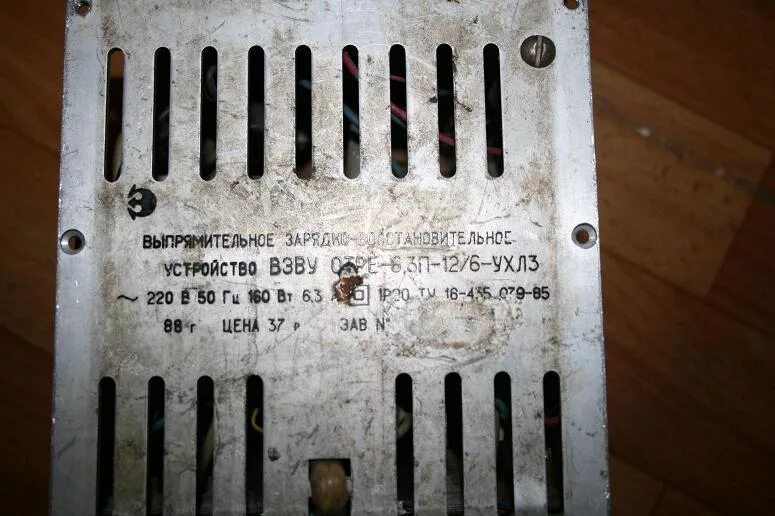 ВЫПРЯМИТЕЛЬНОЕ ЗАРЯДНО-ВОССТАНОВИТЕЛЬНОЕ
УСТРОЙСТВО ВЗВУ ОТРЕ-6,3П-12/6-УХЛ3
~ 220 В 50 Гц 160 Вт 6,3 А IP20 ТУ 16-435.079-85
88 г ЦЕНА 37 р ЗАВ №